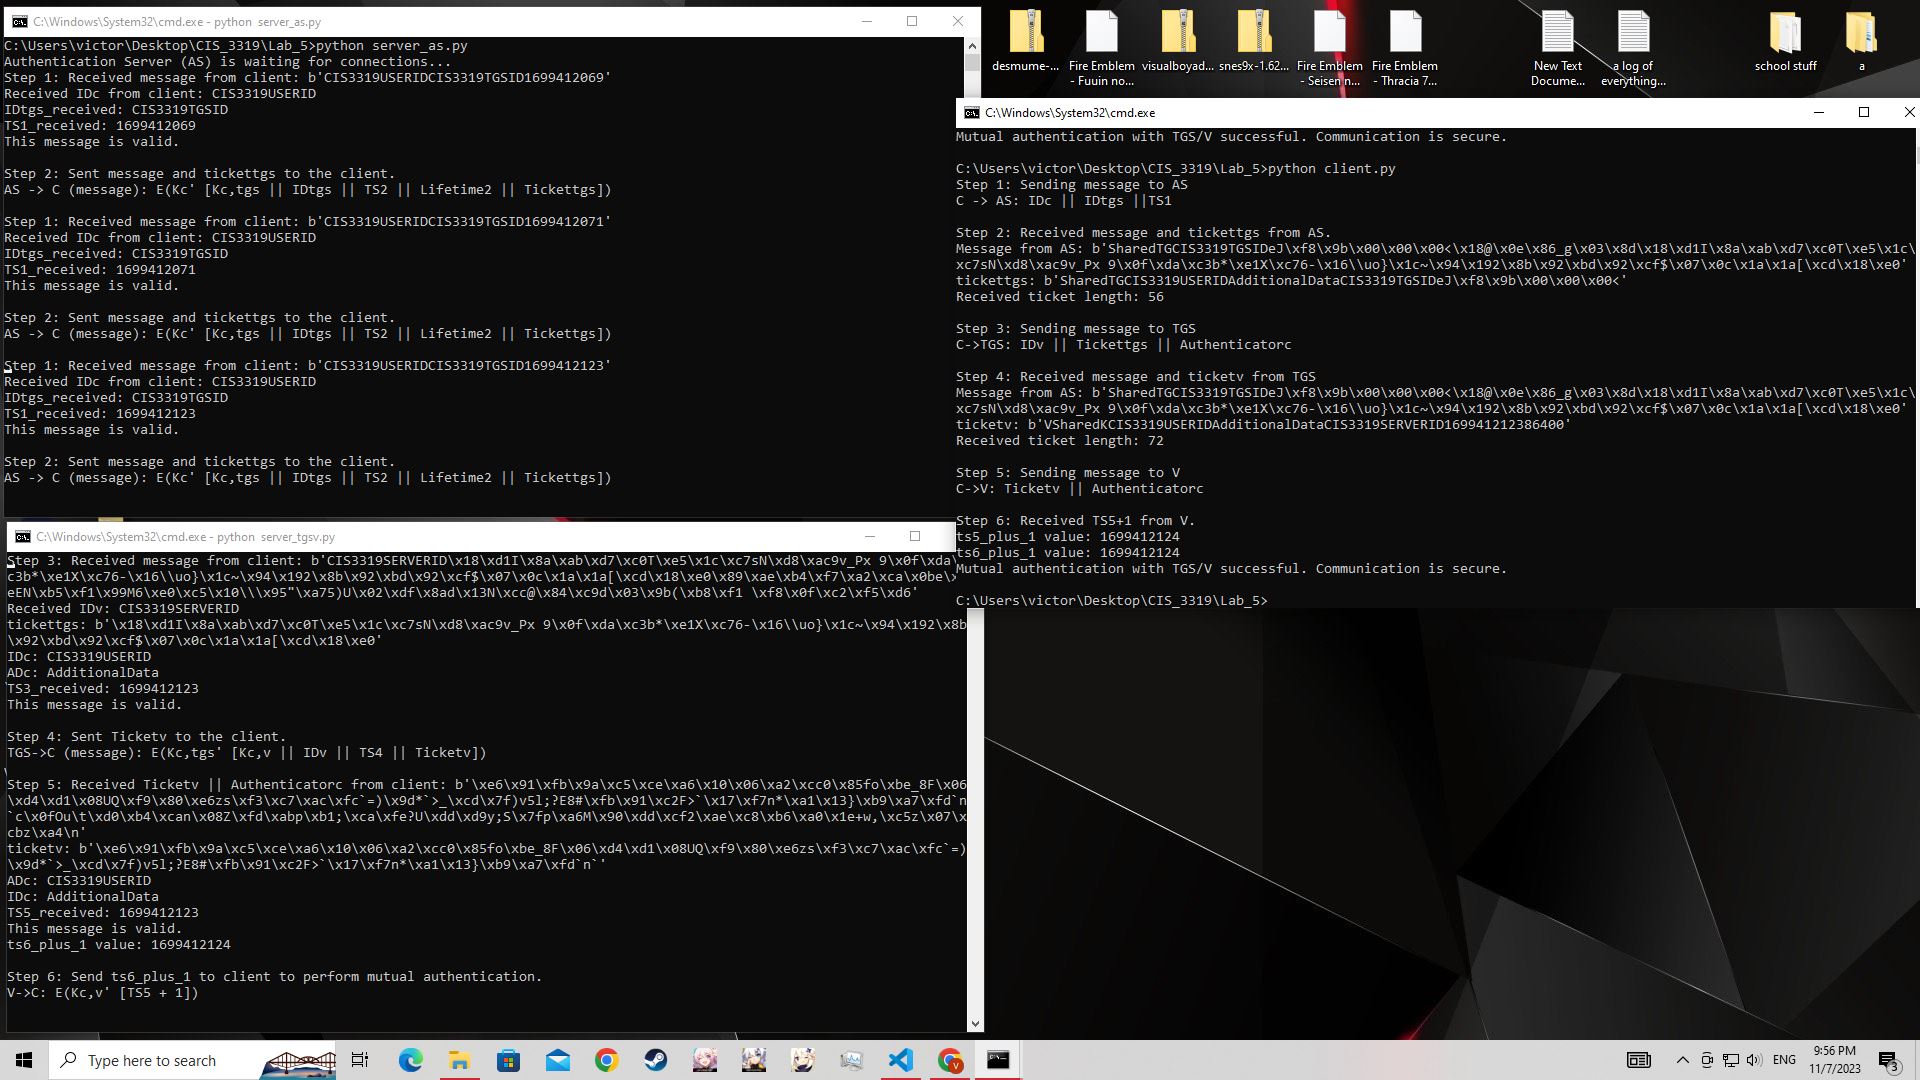 C:\Windows\System32\cmd.exe - python  server_as.py
C:\Users\victor\Desktop\CIS_3319\Lab_5>python server_as.py
Authentication Server (AS) is waiting for connections...
Step 1: Received message from client: b'CIS3319USERIDCIS3319TGSID1699412069'
Received IDc from client: CIS3319USERID
IDtgs_received: CIS3319TGSID
TS1_received: 1699412069
This message is valid.
Step 2: Sent message and tickettgs to the client.
AS -> C (message): E(Kc' [Kc,tgs || IDtgs || TS2 || Lifetime2 || Tickettgs])
Step 1: Received message from client: b'CIS3319USERIDCIS3319TGSID1699412071'
Received IDc from client: CIS3319USERID
IDtgs_received: CIS3319TGSID
TS1_received: 1699412071
This message is valid.
Step 2: Sent message and tickettgs to the client.
AS -> C (message): E(Kc' [Kc,tgs || IDtgs || TS2 || Lifetime2 || Tickettgs])
Step 1: Received message from client: b'CIS3319USERIDCIS3319TGSID1699412123'
Received IDc from client: CIS3319USERID
IDtgs_received: CIS3319TGSID
TS1_received: 1699412123
This message is valid.
Step 2: Sent message and tickettgs to the client.
AS -> C (message): E(Kc' [Kc,tgs || IDtgs || TS2 || Lifetime2 || Tickettgs])
desmume-...
Fire Emblem
- Fuuin no...
visualboyad...
snes9x-1.62...
Fire Emblem
- Seisen n...
Fire Emblem
- Thracia 7...
New Text
Docume...
a log of
everything...
school stuff
a
C:\Windows\System32\cmd.exe
Mutual authentication with TGS/V successful. Communication is secure.
C:\Users\victor\Desktop\CIS_3319\Lab_5>python client.py
Step 1: Sending message to AS
C -> AS: IDc || IDtgs ||TS1
Step 2: Received message and tickettgs from AS.
Message from AS: b'SharedTGCIS3319TGSIDeJ\xf8\x9b\x00\x00\x00<\x18@\x0e\x86_g\x03\x8d\x18\xd1I\x8a\xab\xd7\xc0T\xe5\x1c\
xc7sN\xd8\xac9v_Px 9\x0f\xda\xc3b*\xe1X\xc76-\x16\\uo}\x1c~\x94\x192\x8b\x92\xbd\x92\xcf$\x07\x0c\x1a\x1a[\xcd\x18\xe0'
tickettgs: b'SharedTGCIS3319USERIDAdditionalDataCIS3319TGSIDeJ\xf8\x9b\x00\x00\x00<'
Received ticket length: 56
Step 3: Sending message to TGS
C->TGS: IDv || Tickettgs || Authenticatorc
Step 4: Received message and ticketv from TGS
Message from AS: b'SharedTGCIS3319TGSIDeJ\xf8\x9b\x00\x00\x00<\x18@\x0e\x86_g\x03\x8d\x18\xd1I\x8a\xab\xd7\xc0T\xe5\x1c\
xc7sN\xd8\xac9v_Px 9\x0f\xda\xc3b*\xe1X\xc76-\x16\\uo}\x1c~\x94\x192\x8b\x92\xbd\x92\xcf$\x07\x0c\x1a\x1a[\xcd\x18\xe0'
ticketv: b'VSharedKCIS3319USERIDAdditionalDataCIS3319SERVERID169941212386400'
Received ticket length: 72
Step 5: Sending message to V
C->V: Ticketv || Authenticatorc
Step 6: Received TS5+1 from V.
ts5_plus_1 value: 1699412124
ts6_plus_1 value: 1699412124
Mutual authentication with TGS/V successful. Communication is secure.
C:\Users\victor\Desktop\CIS_3319\Lab_5>
C:\Windows\System32\cmd.exe - python  server_tgsv.py
Step 3: Received message from client: b'CIS3319SERVERID\x18\xd1I\x8a\xab\xd7\xc0T\xe5\x1c\xc7sN\xd8\xac9v_Px 9\x0f\xda\
c3b*\xe1X\xc76-\x16\\uo}\x1c~\x94\x192\x8b\x92\xbd\x92\xcf$\x07\x0c\x1a\x1a[\xcd\x18\xe0\x89\xae\xb4\xf7\xa2\xca\x0be\
eEN\xb5\xf1\x99M6\xe0\xc5\x10\\\x95"\xa75)U\x02\xdf\x8ad\x13N\xcc@\x84\xc9d\x03\x9b(\xb8\xf1 \xf8\x0f\xc2\xf5\xd6'
Received IDv: CIS3319SERVERID
tickettgs: b'\x18\xd1I\x8a\xab\xd7\xc0T\xe5\x1c\xc7sN\xd8\xac9v_Px 9\x0f\xda\xc3b*\xe1X\xc76-\x16\\uo}\x1c~\x94\x192\x8b
\x92\xbd\x92\xcf$\x07\x0c\x1a\x1a[\xcd\x18\xe0'
IDc: CIS3319USERID
ADc: AdditionalData
TS3_received: 1699412123
This message is valid.
Step 4: Sent Ticketv to the client.
TGS->C (message): E(Kc,tgs' [Kc,v || IDv || TS4 || Ticketv])
Step 5: Received Ticketv || Authenticatorc from client: b'\xe6\x91\xfb\x9a\xc5\xce\xa6\x10\x06\xa2\xcc0\x85fo\xbe_8F\x06
\xd4\xd1\x08UQ\xf9\x80\xe6zs\xf3\xc7\xac\xfc`=)\x9d*`>_\xcd\x7f)v5l;?E8#\xfb\x91\xc2F>`\x17\xf7n*\xa1\x13}\xb9\xa7\xfd`n
`c\x0fOu\t\xd0\xb4\xcan\x08Z\xfd\xabp\xb1;\xca\xfe?U\xdd\xd9y;S\x7fp\xa6M\x90\xdd\xcf2\xae\xc8\xb6\xa0\x1e+w,\xc5z\x07\x
cbz\xa4\n'
ticketv: b'\xe6\x91\xfb\x9a\xc5\xce\xa6\x10\x06\xa2\xcc0\x85fo\xbe_8F\x06\xd4\xd1\x08UQ\xf9\x80\xe6zs\xf3\xc7\xac\xfc`=)
\x9d*`>_\xcd\x7f)v5l;?E8#\xfb\x91\xc2F>`\x17\xf7n*\xa1\x13}\xb9\xa7\xfd`n`'
ADc: CIS3319USERID
IDc: AdditionalData
TS5_received: 1699412123
This message is valid.
ts6_plus_1 value: 1699412124
Step 6: Send ts6_plus_1 to client to perform mutual authentication.
V->C: E(Kc,v' [TS5 + 1])
Type here to search
ENG
9:56 PM
11/7/2023
3